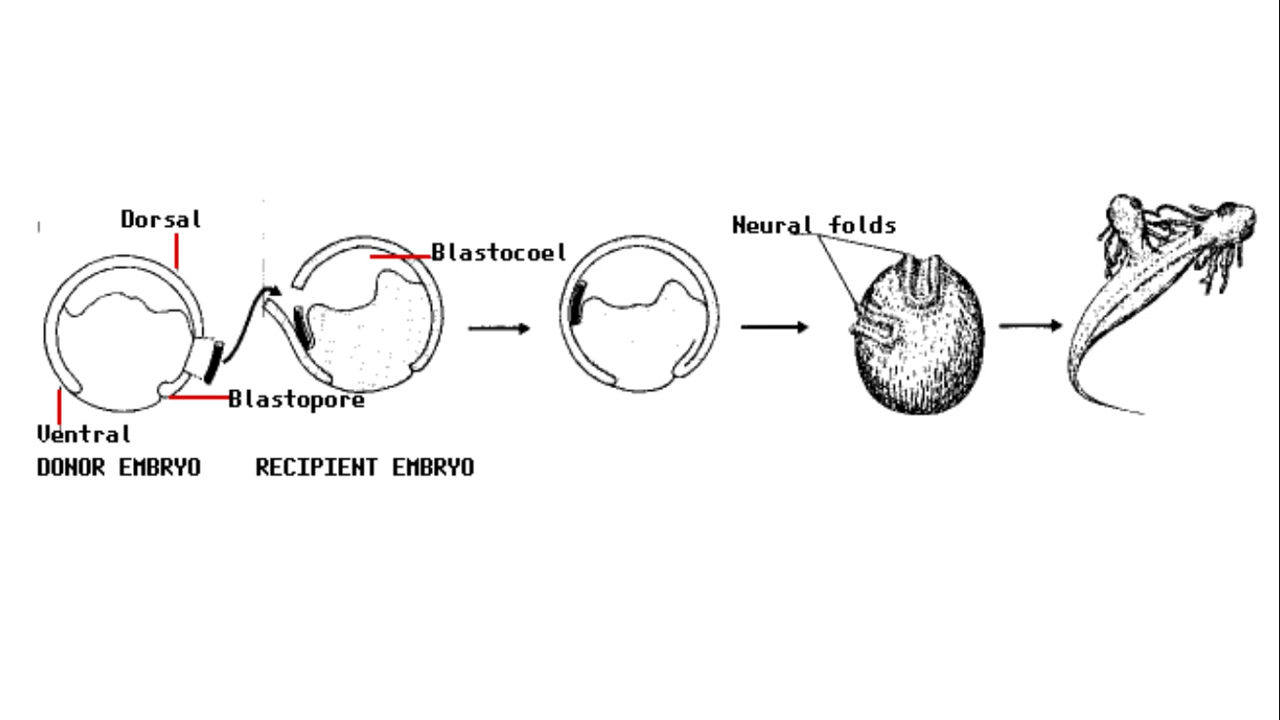 Dorsal
Blastocoel
Neural folds
Blastopore
Ventral
DONOR EMBRYO
RECIPIENT EMBRYO